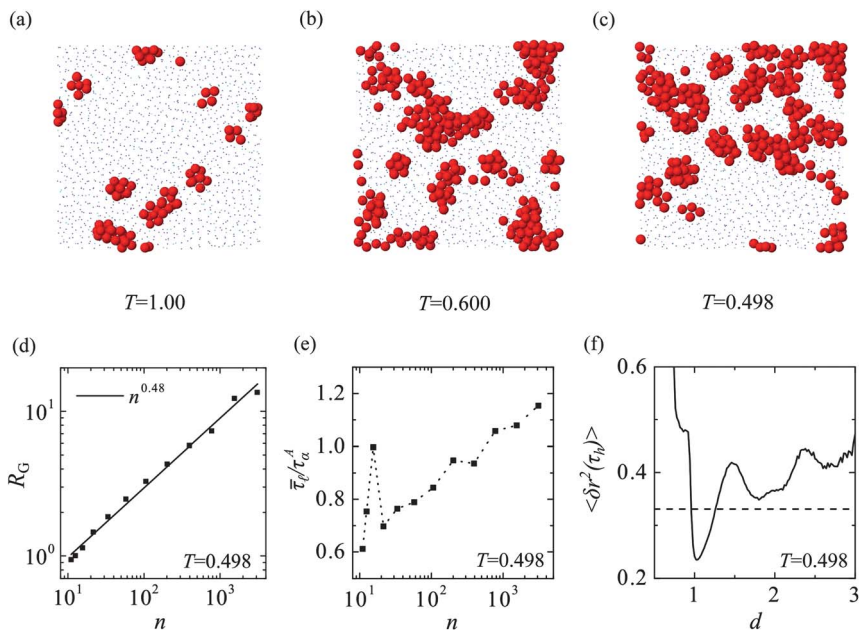 (a)
(b)
(c)
T=1.00
T=0.600
T=0.498
(d)
(e)
(f)
R_G
10^1
10^0
n^0.48
T=0.498
10^1 10^2 10^3
n
τ̄_ℓ/τ_α^A
1.2
1.0
0.8
0.6
T=0.498
10^1 10^2 10^3
n
<δr^2(τ_h)>
0.6
0.4
0.2
T=0.498
1 2 3
d